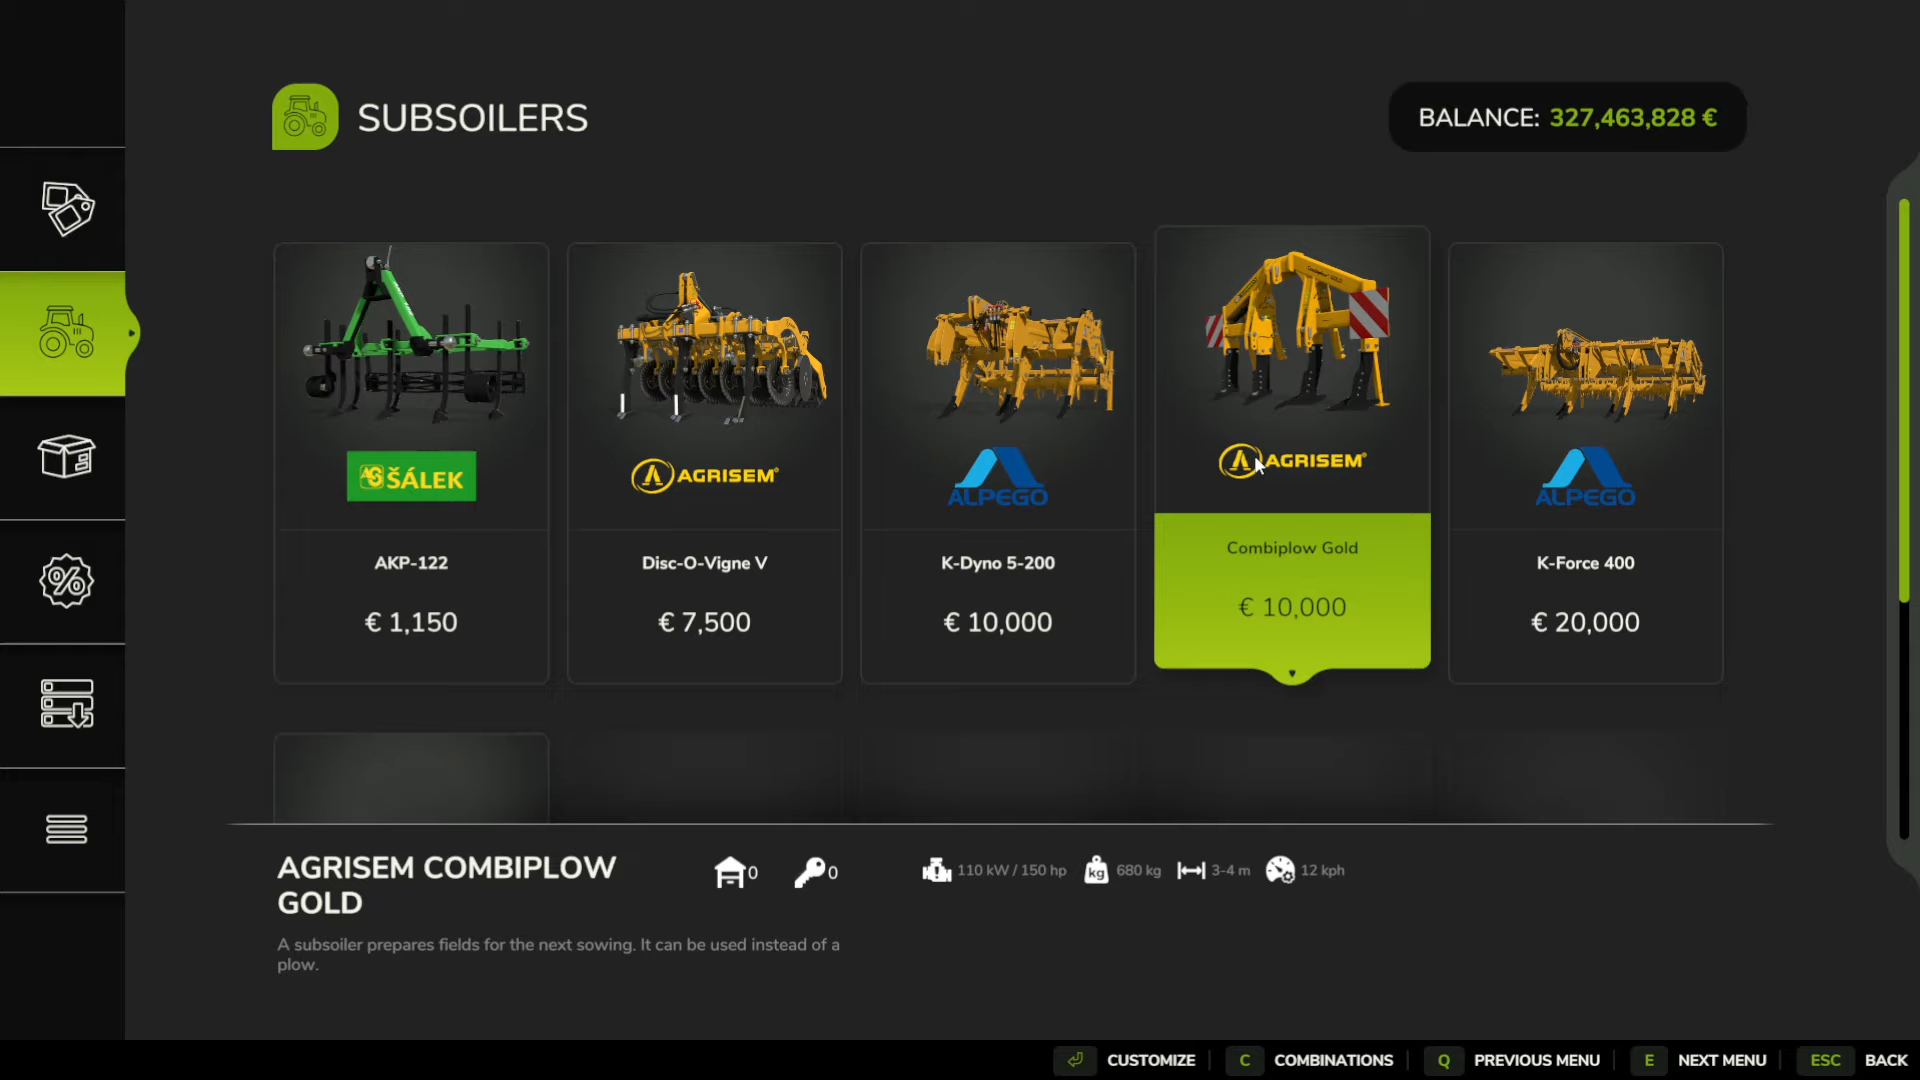 SUBSOILERS
BALANCE: 327,463,828 €
ŠÁLEK
AGRISEM
ALPEGO
AGRISEM
ALPEGO
AKP-122
Disc-O-Vigne V
K-Dyno 5-200
Combiplow Gold
K-Force 400
€ 1,150
€ 7,500
€ 10,000
€ 10,000
€ 20,000
AGRISEM COMBIPLOW
GOLD
0
0
110 kW / 150 hp
kg 680 kg
3-4 m
12 kph
A subsoiler prepares fields for the next sowing. It can be used instead of a
plow.
CUSTOMIZE
C COMBINATIONS
Q PREVIOUS MENU
E NEXT MENU
ESC BACK